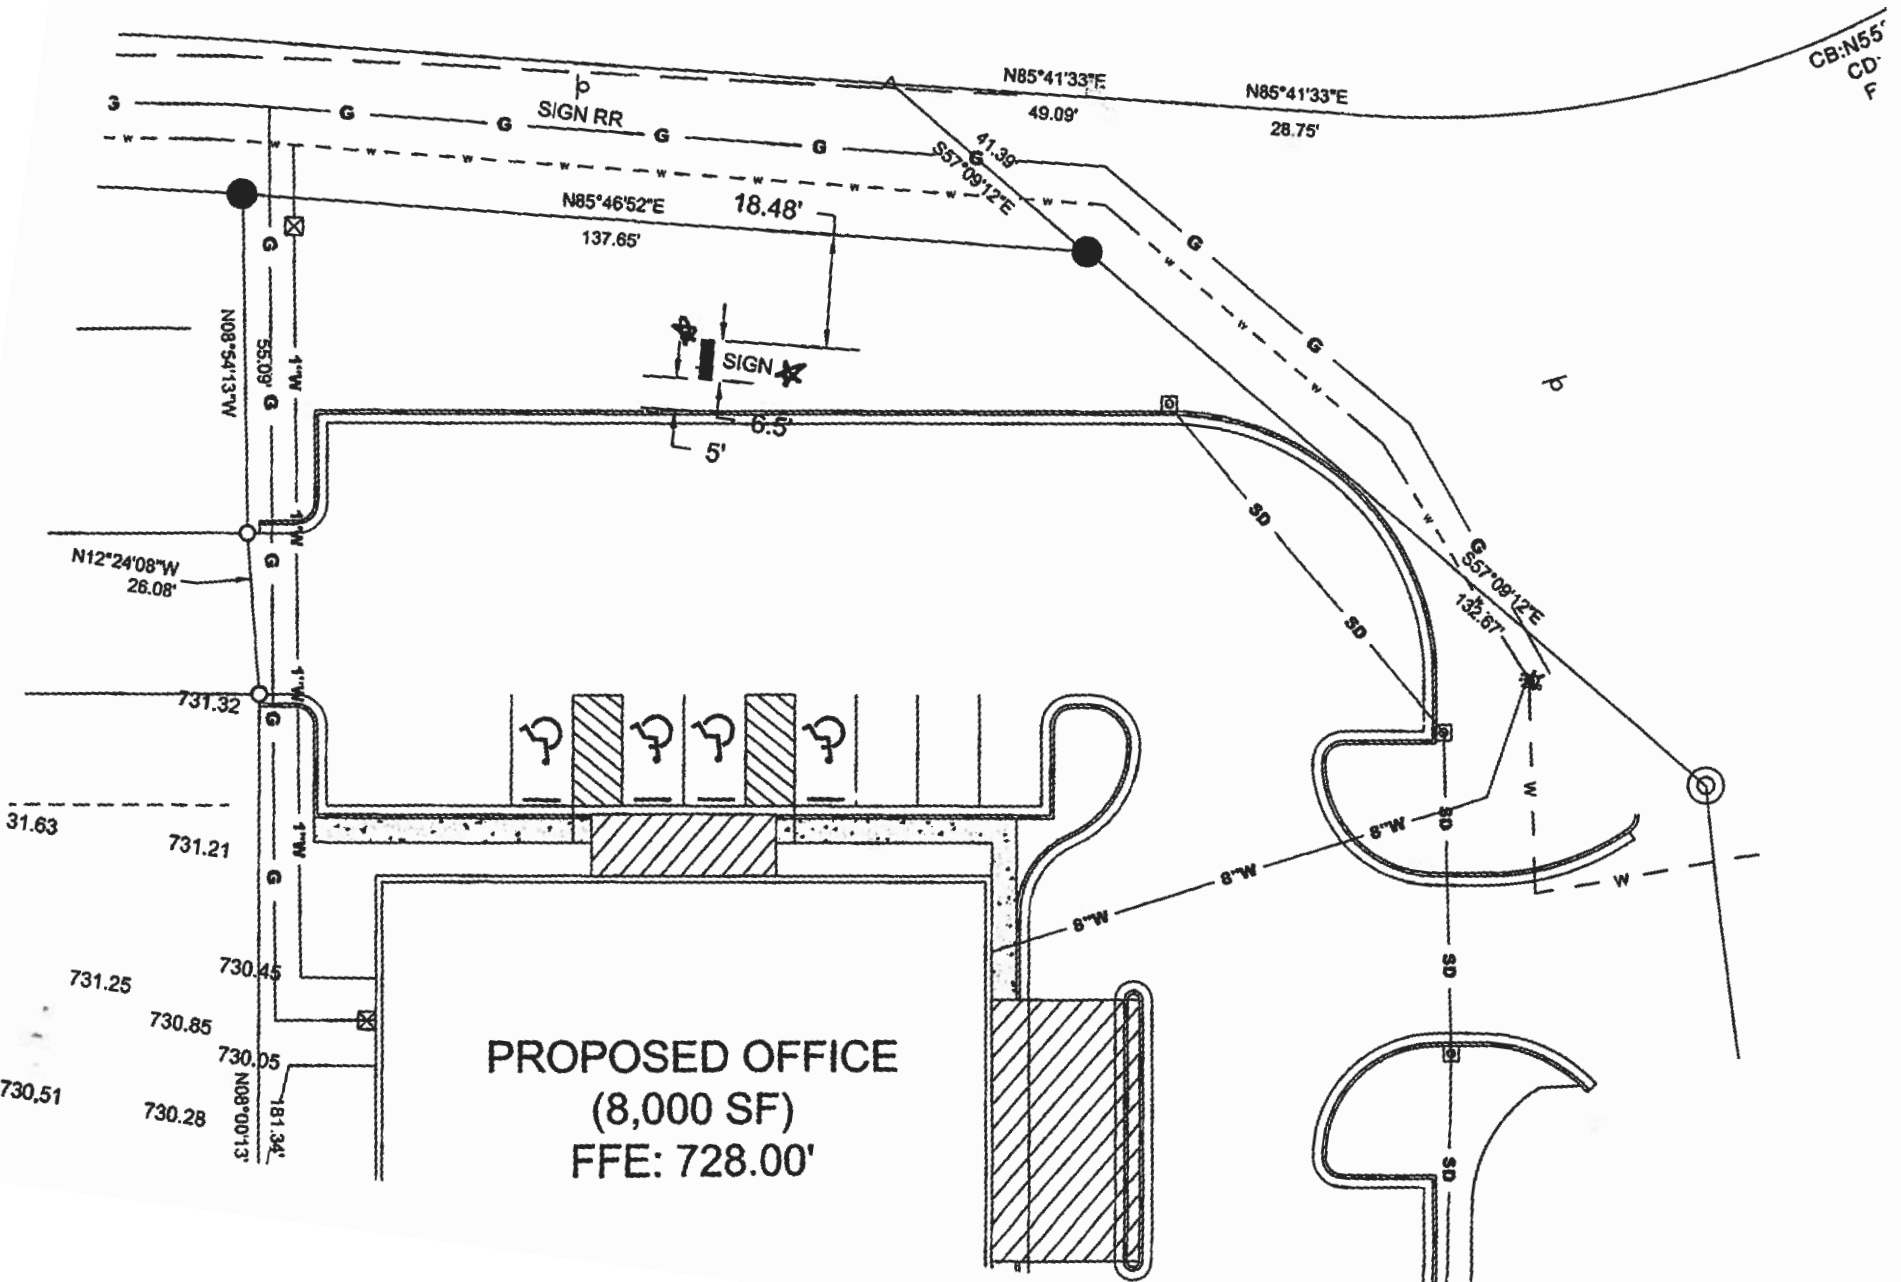 CB:N55°
CD
F
N85°41'33"E
49.09'
N85°41'33"E
28.75'
G
SIGN RR
G
G
G
G
G
w
w
w
w
w
w
w
w
w
w
41.39'
S57°09'12"E
N85°46'52"E
137.65'
18.48'
G
G
G
G
w
w
w
w
N08°54'13"W
55.09'
G
G
1"W
SIGN
6.5'
5'
SD
SD
1"W
G
N12°24'08"W
26.08'
S57°09'12"E
132.67'
731.32
1"W
G
W
SD
8"W
8"W
8"W
W
31.63
731.21
1"W
G
731.25
730.45
730.85
730.05
730.51
730.28
N08°00'13"
181.34'
SD
SD
PROPOSED OFFICE
(8,000 SF)
FFE: 728.00'